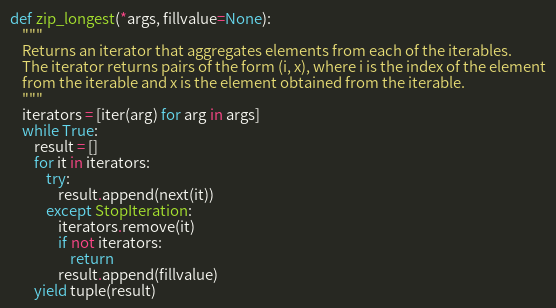 def zip_longest(*args, fillvalue=None):
    """
    Returns an iterator that aggregates elements from each of the iterables.
    The iterator returns pairs of the form (i, x), where i is the index of the element
    from the iterable and x is the element obtained from the iterable.
    """
    iterators = [iter(arg) for arg in args]
    while True:
        result = []
        for it in iterators:
            try:
                result.append(next(it))
            except StopIteration:
                iterators.remove(it)
                if not iterators:
                    return
                result.append(fillvalue)
        yield tuple(result)